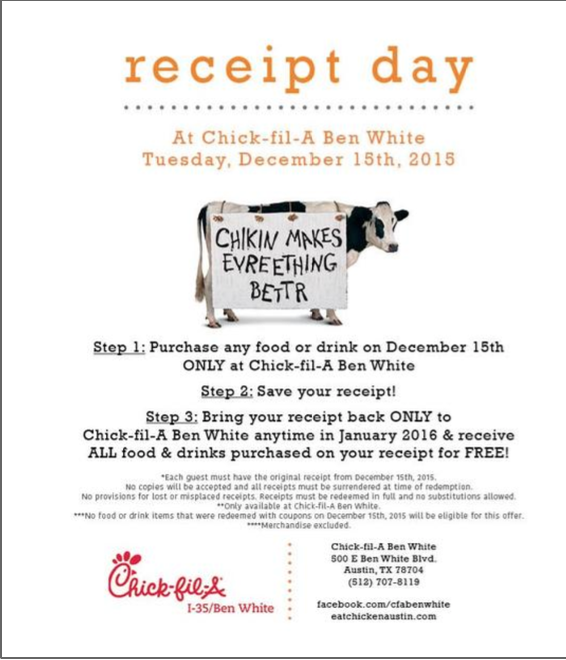 receipt day
At Chick-fil-A Ben White
Tuesday, December 15th, 2015
CHIKIN MAKES
EVREETHING
BETTR
Step 1: Purchase any food or drink on December 15th
ONLY at Chick-fil-A Ben White
Step 2: Save your receipt!
Step 3: Bring your receipt back ONLY to
Chick-fil-A Ben White anytime in January 2016 & receive
ALL food & drinks purchased on your receipt for FREE!
*Each guest must have the original receipt from December 15th, 2015.
No copies will be accepted and all receipts must be surrendered at time of redemption.
No provisions for lost or misplaced receipts. Receipts must be redeemed in full and no substitutions allowed.
**Only available at Chick-fil-A Ben White.
***No food or drink items that were redeemed with coupons on December 15th, 2015 will be eligible for this offer.
****Merchandise excluded.
Chick-fil-A
I-35/Ben White
Chick-fil-A Ben White
500 E Ben White Blvd.
Austin, TX 78704
(512) 707-8119
facebook.com/cfabenwhite
eatchickenaustin.com